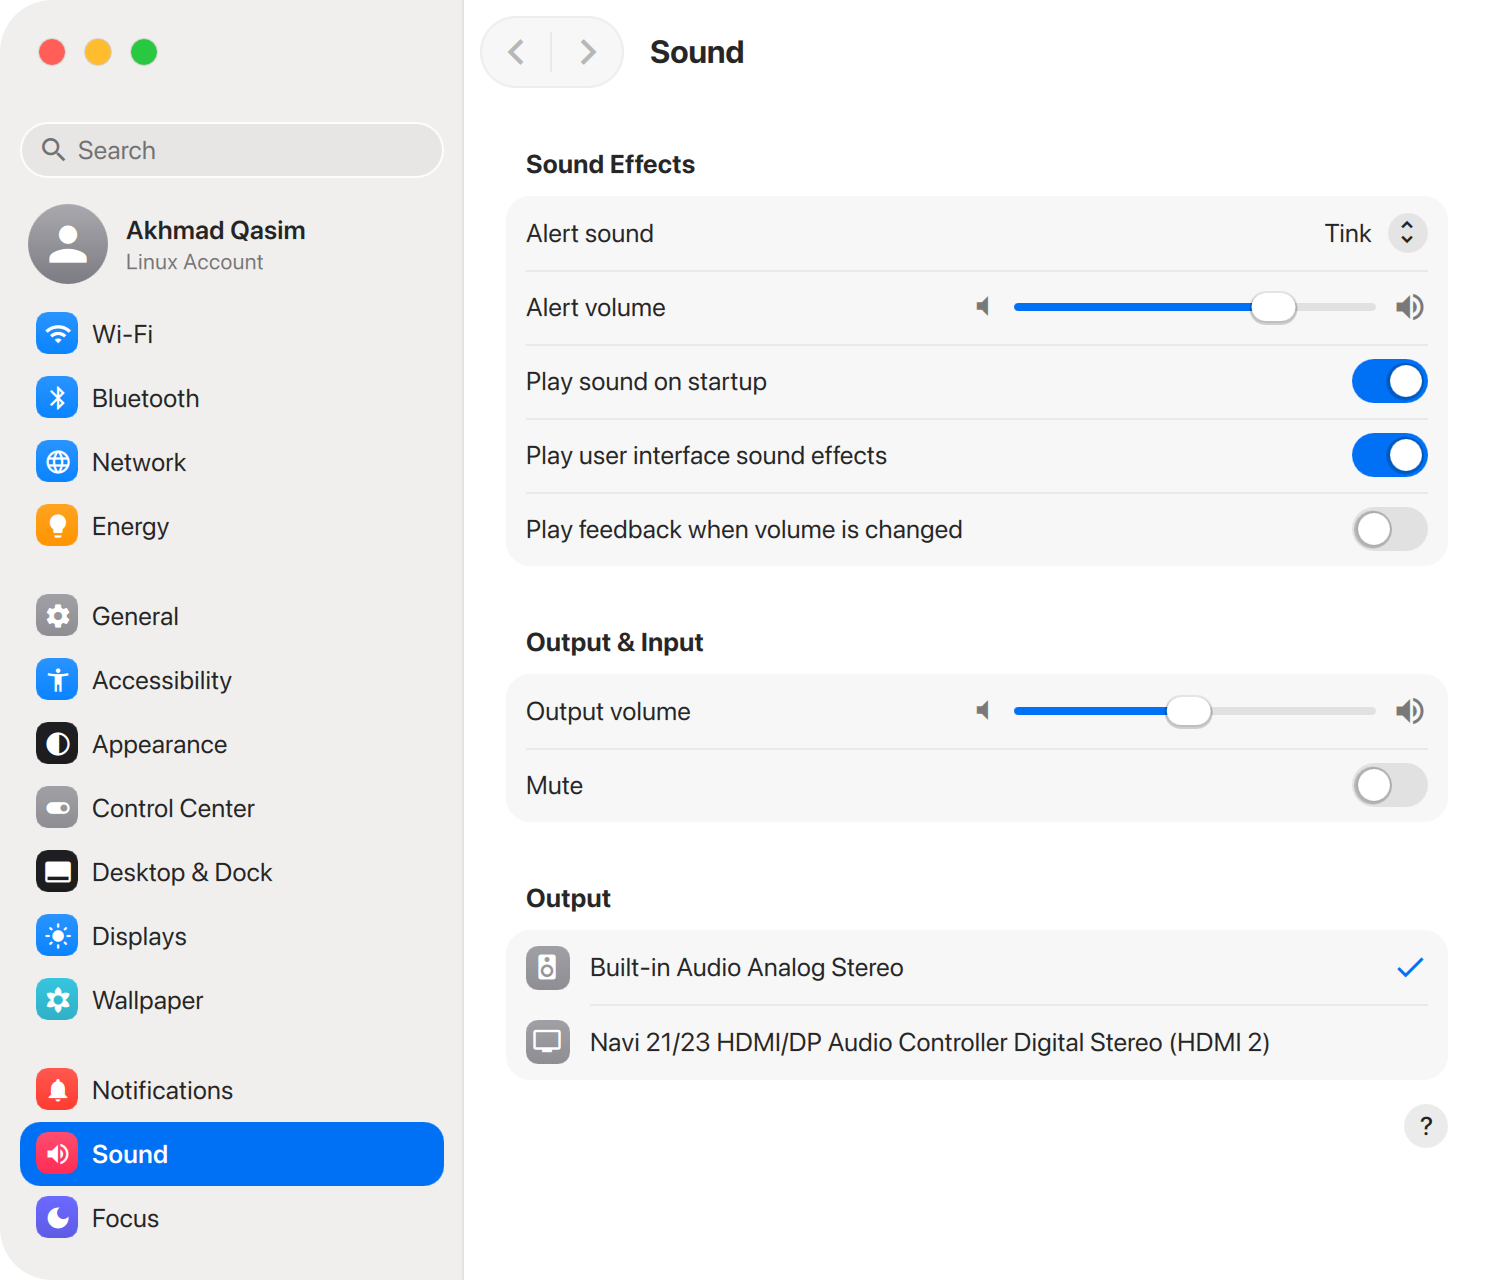 Sound
Search
Akhmad Qasim
Linux Account
Wi-Fi
Bluetooth
Network
Energy
General
Accessibility
Appearance
Control Center
Desktop & Dock
Displays
Wallpaper
Notifications
Sound
Focus
Sound Effects
Alert sound Tink
Alert volume
Play sound on startup
Play user interface sound effects
Play feedback when volume is changed
Output & Input
Output volume
Mute
Output
Built-in Audio Analog Stereo
Navi 21/23 HDMI/DP Audio Controller Digital Stereo (HDMI 2)
?